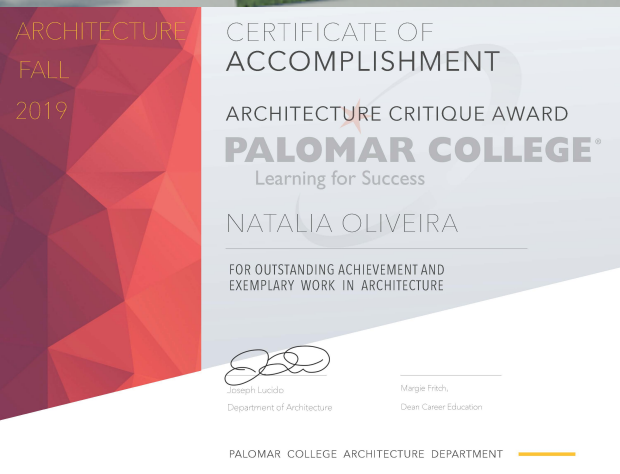 ARCHITECTURE
FALL
2019
CERTIFICATE OF
ACCOMPLISHMENT
ARCHITECTURE CRITIQUE AWARD
PALOMAR COLLEGE®
Learning for Success
NATALIA OLIVEIRA
FOR OUTSTANDING ACHIEVEMENT AND
EXEMPLARY WORK IN ARCHITECTURE
Joseph Lucido
Department of Architecture
Margie Fritch,
Dean Career Education
PALOMAR COLLEGE ARCHITECTURE DEPARTMENT